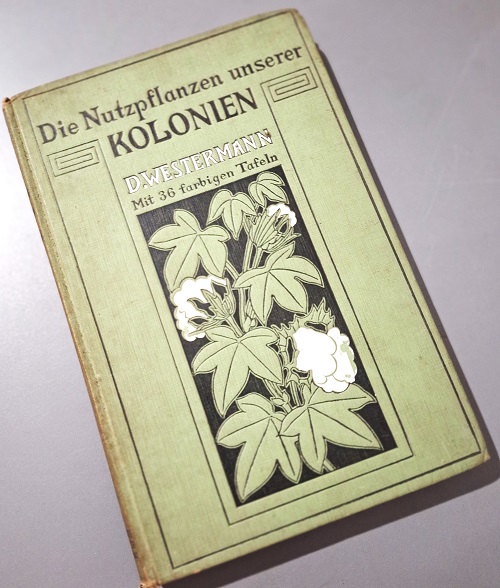 Die Nutzpflanzen unserer
KOLONIEN
D. WESTERMANN
Mit 36 farbigen Tafeln